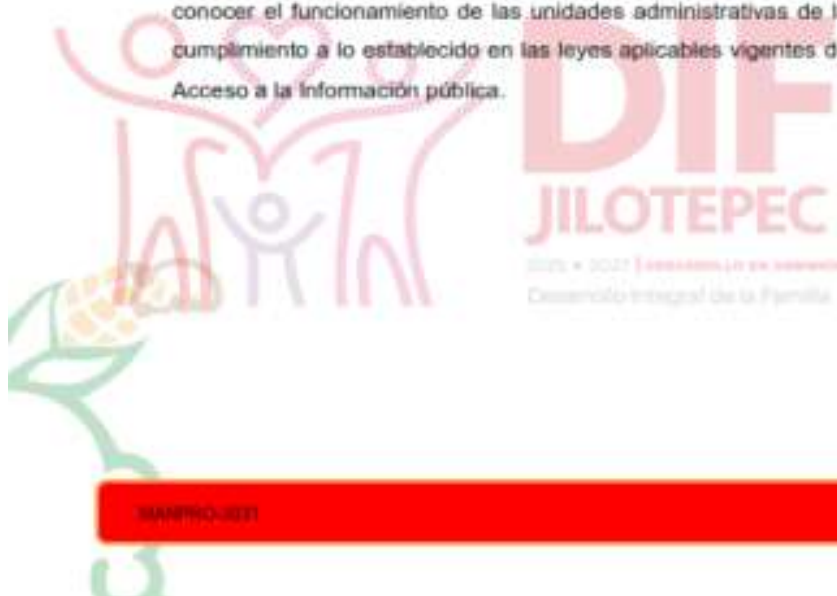 conocer el funcionamiento de las unidades administrativas de
cumplimiento a lo establecido en las leyes aplicables vigentes
Acceso a la Información pública.
DIF
JILOTEPEC
Desarrollo Integral de la Familia